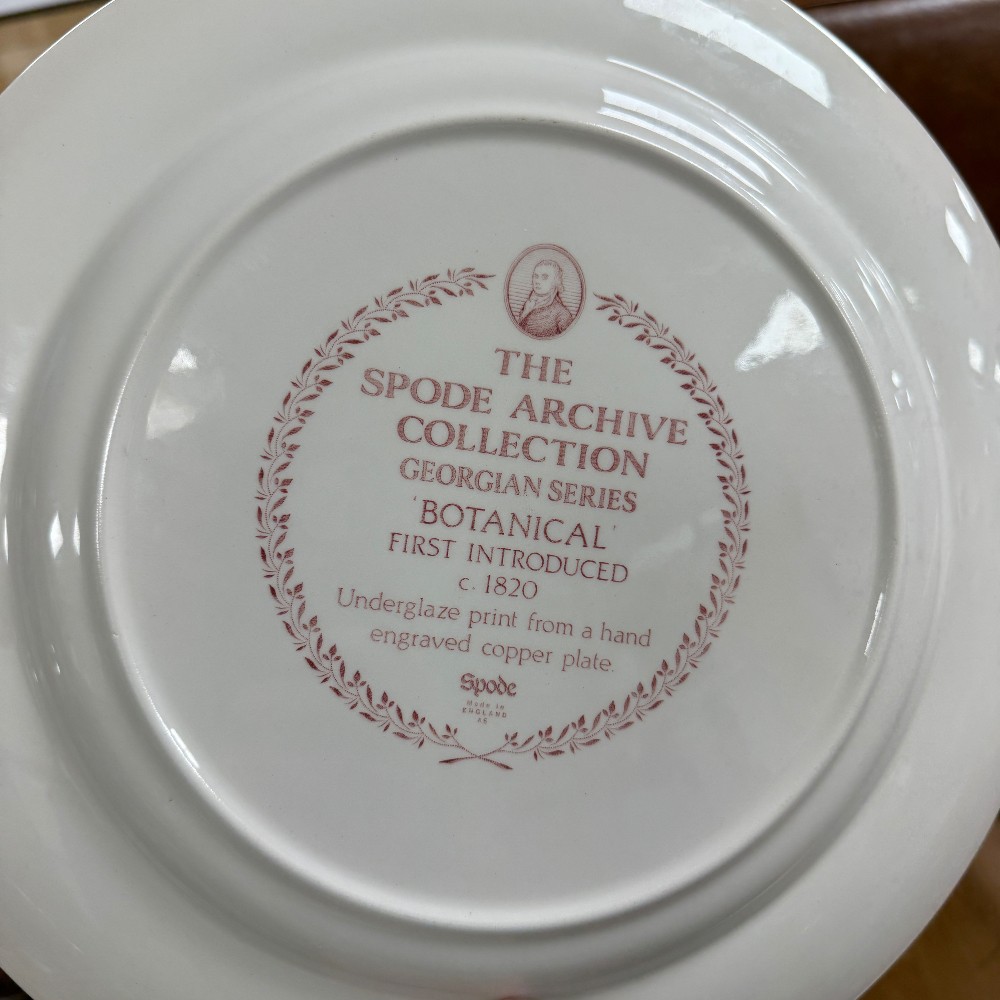 THE
SPODE ARCHIVE
COLLECTION
GEORGIAN SERIES
'BOTANICAL'
FIRST INTRODUCED
c. 1820
Underglaze print from a hand
engraved copper plate.
Spode
Made in
ENGLAND